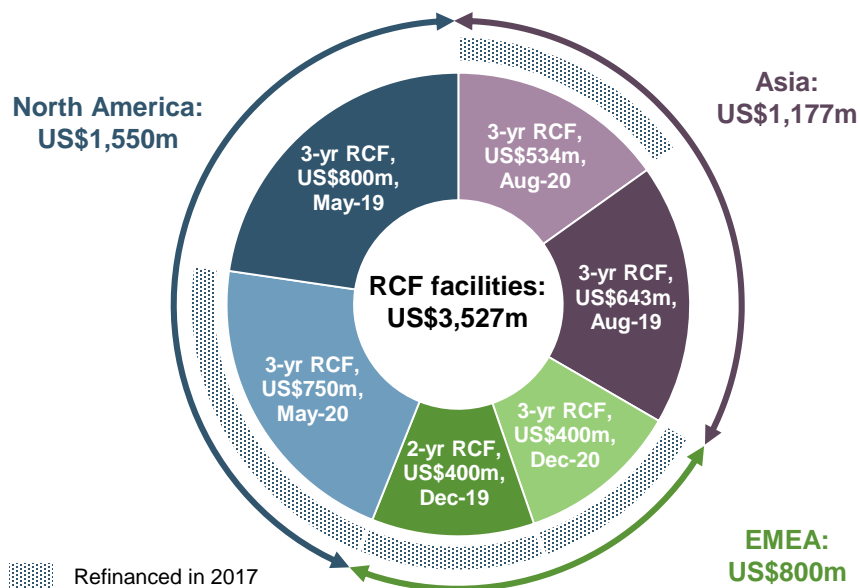 North America:
US$1,550m
Asia:
US$1,177m
3-yr RCF,
US$800m,
May-19
3-yr RCF,
US$534m,
Aug-20
RCF facilities:
US$3,527m
3-yr RCF,
US$643m,
Aug-19
3-yr RCF,
US$750m,
May-20
2-yr RCF,
US$400m,
Dec-19
3-yr RCF,
US$400m,
Dec-20
EMEA:
US$800m
Refinanced in 2017